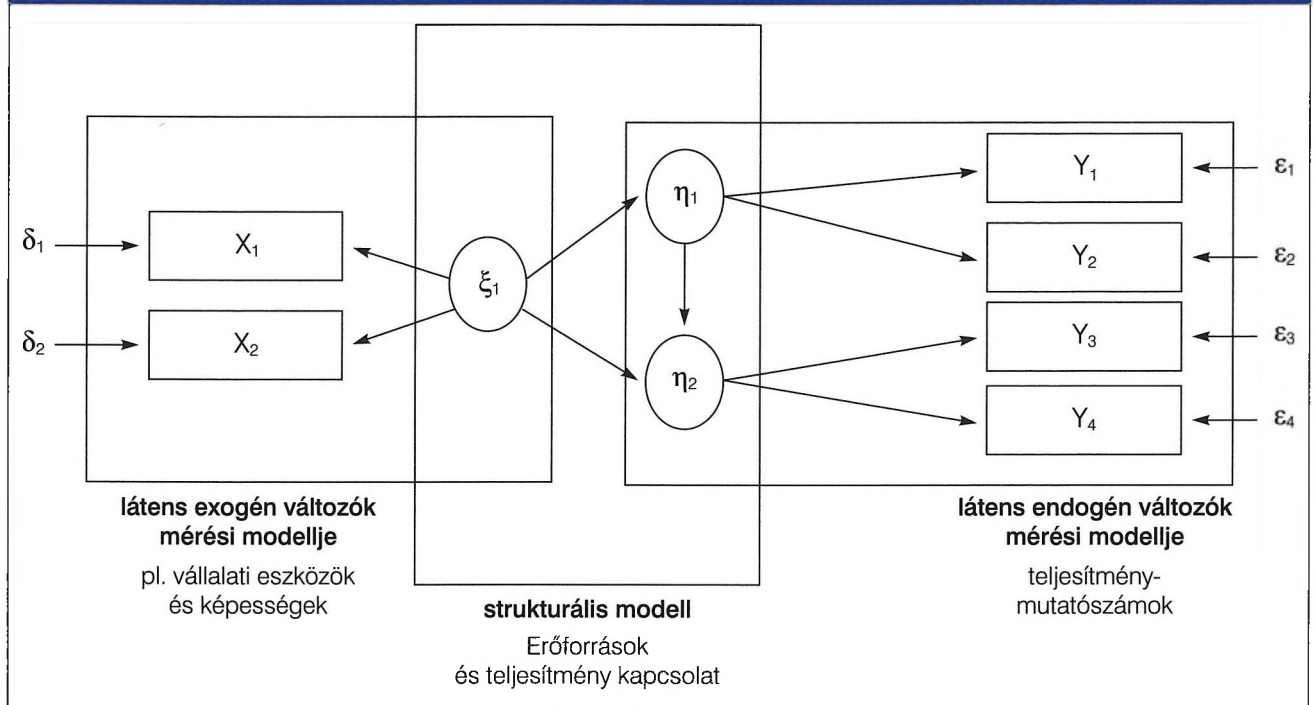 δ₁
X₁
δ₂
X₂
ξ₁
η₁
η₂
Y₁
ε₁
Y₂
ε₂
Y₃
ε₃
Y₄
ε₄
látens exogén változók
mérési modellje
pl. vállalati eszközök
és képességek
strukturális modell
Erőforrások
és teljesítmény kapcsolat
látens endogén változók
mérési modellje
teljesítmény-
mutatószámok